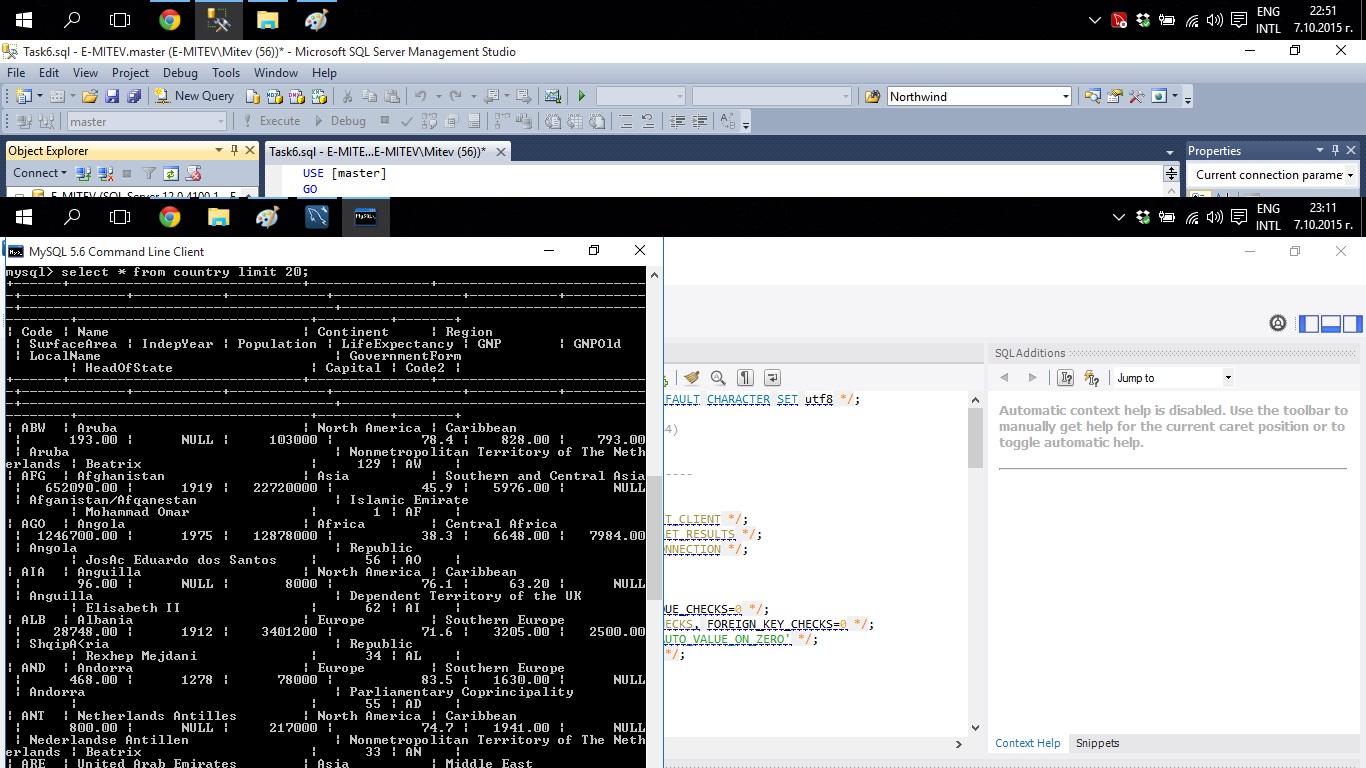 ENG 22:51
INTL 7.10.2015 г.
Task6.sql - E-MITEV.master (E-MITEV\Mitev (56))* - Microsoft SQL Server Management Studio
File Edit View Project Debug Tools Window Help
New Query Northwind
master Execute Debug
Object Explorer Task6.sql - E-MITE...E-MITEV\Mitev (56))* Properties
Connect USE [master] Current connection parame
GO
ENG 23:11
INTL 7.10.2015 г.
MySQL 5.6 Command Line Client
mysql> select * from country limit 20;
| Code | Name | Continent | Region
| SurfaceArea | IndepYear | Population | LifeExpectancy | GNP | GNPOld
| LocalName | GovernmentForm
| HeadOfState | Capital | Code2 |
| ABW | Aruba | North America | Caribbean
| 193.00 | NULL | 103000 | 78.4 | 828.00 | 793.00
| Aruba | Nonmetropolitan Territory of The Neth
erlands | Beatrix | 129 | AW |
| AFG | Afghanistan | Asia | Southern and Central Asia
| 652090.00 | 1919 | 22720000 | 45.9 | 5976.00 | NULL
| Afganistan/Afqanestan | Islamic Emirate
| Mohammad Omar | 1 | AF |
| AGO | Angola | Africa | Central Africa
| 1246700.00 | 1975 | 12878000 | 38.3 | 6648.00 | 7984.00
| Angola | Republic
| JosAc Eduardo dos Santos | 56 | AO |
| AIA | Anguilla | North America | Caribbean
| 96.00 | NULL | 8000 | 76.1 | 63.20 | NULL
| Anguilla | Dependent Territory of the UK
| Elisabeth II | 62 | AI |
| ALB | Albania | Europe | Southern Europe
| 28748.00 | 1912 | 3401200 | 71.6 | 3205.00 | 2500.00
| ShqipA<ria | Republic
| Rexhep Mejdani | 34 | AL |
| AND | Andorra | Europe | Southern Europe
| 468.00 | 1278 | 78000 | 83.5 | 1630.00 | NULL
| Andorra | Parliamentary Coprincipality
| | 55 | AD |
| ANT | Netherlands Antilles | North America | Caribbean
| 800.00 | NULL | 217000 | 74.7 | 1941.00 | NULL
| Nederlandse Antillen | Nonmetropolitan Territory of The Neth
erlands | Beatrix | 33 | AN |
| ARE | United Arab Emirates | Asia | Middle East
FAULT CHARACTER SET utf8 */;
4)
----
T_CLIENT */;
ET_RESULTS */;
ONNECTION */;
UE_CHECKS=0 */;
ECKS, FOREIGN_KEY_CHECKS=0 */;
UTO_VALUE_ON_ZERO' */;
*/;
SQLAdditions
Jump to
Automatic context help is disabled. Use the toolbar to
manually get help for the current caret position or to
toggle automatic help.
Context Help Snippets